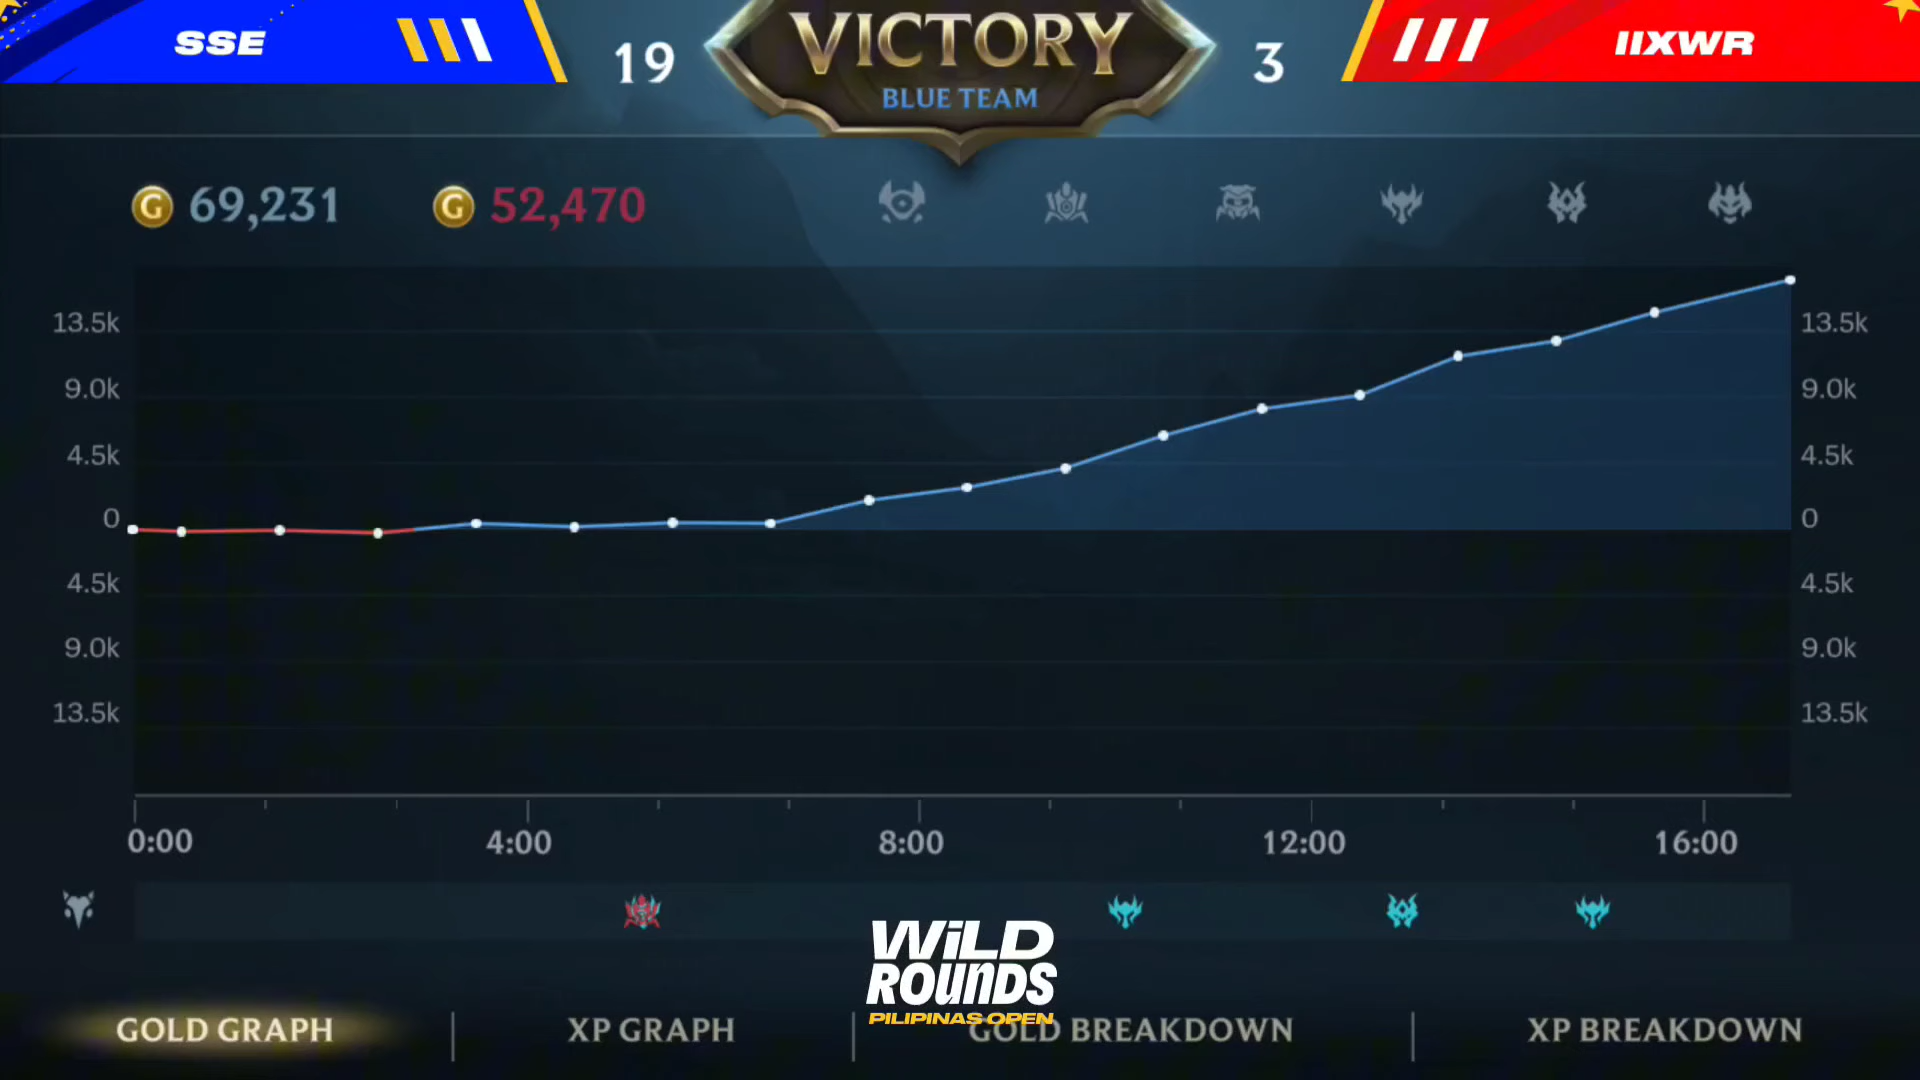 SSE
19
VICTORY
BLUE TEAM
3
IIXWR
G 69,231
G 52,470
13.5k
9.0k
4.5k
0
4.5k
9.0k
13.5k
13.5k
9.0k
4.5k
0
4.5k
9.0k
13.5k
0:00 4:00 8:00 12:00 16:00
WiLD
ROUNDS
PILIPINAS OPEN
GOLD GRAPH
XP GRAPH
GOLD BREAKDOWN
XP BREAKDOWN